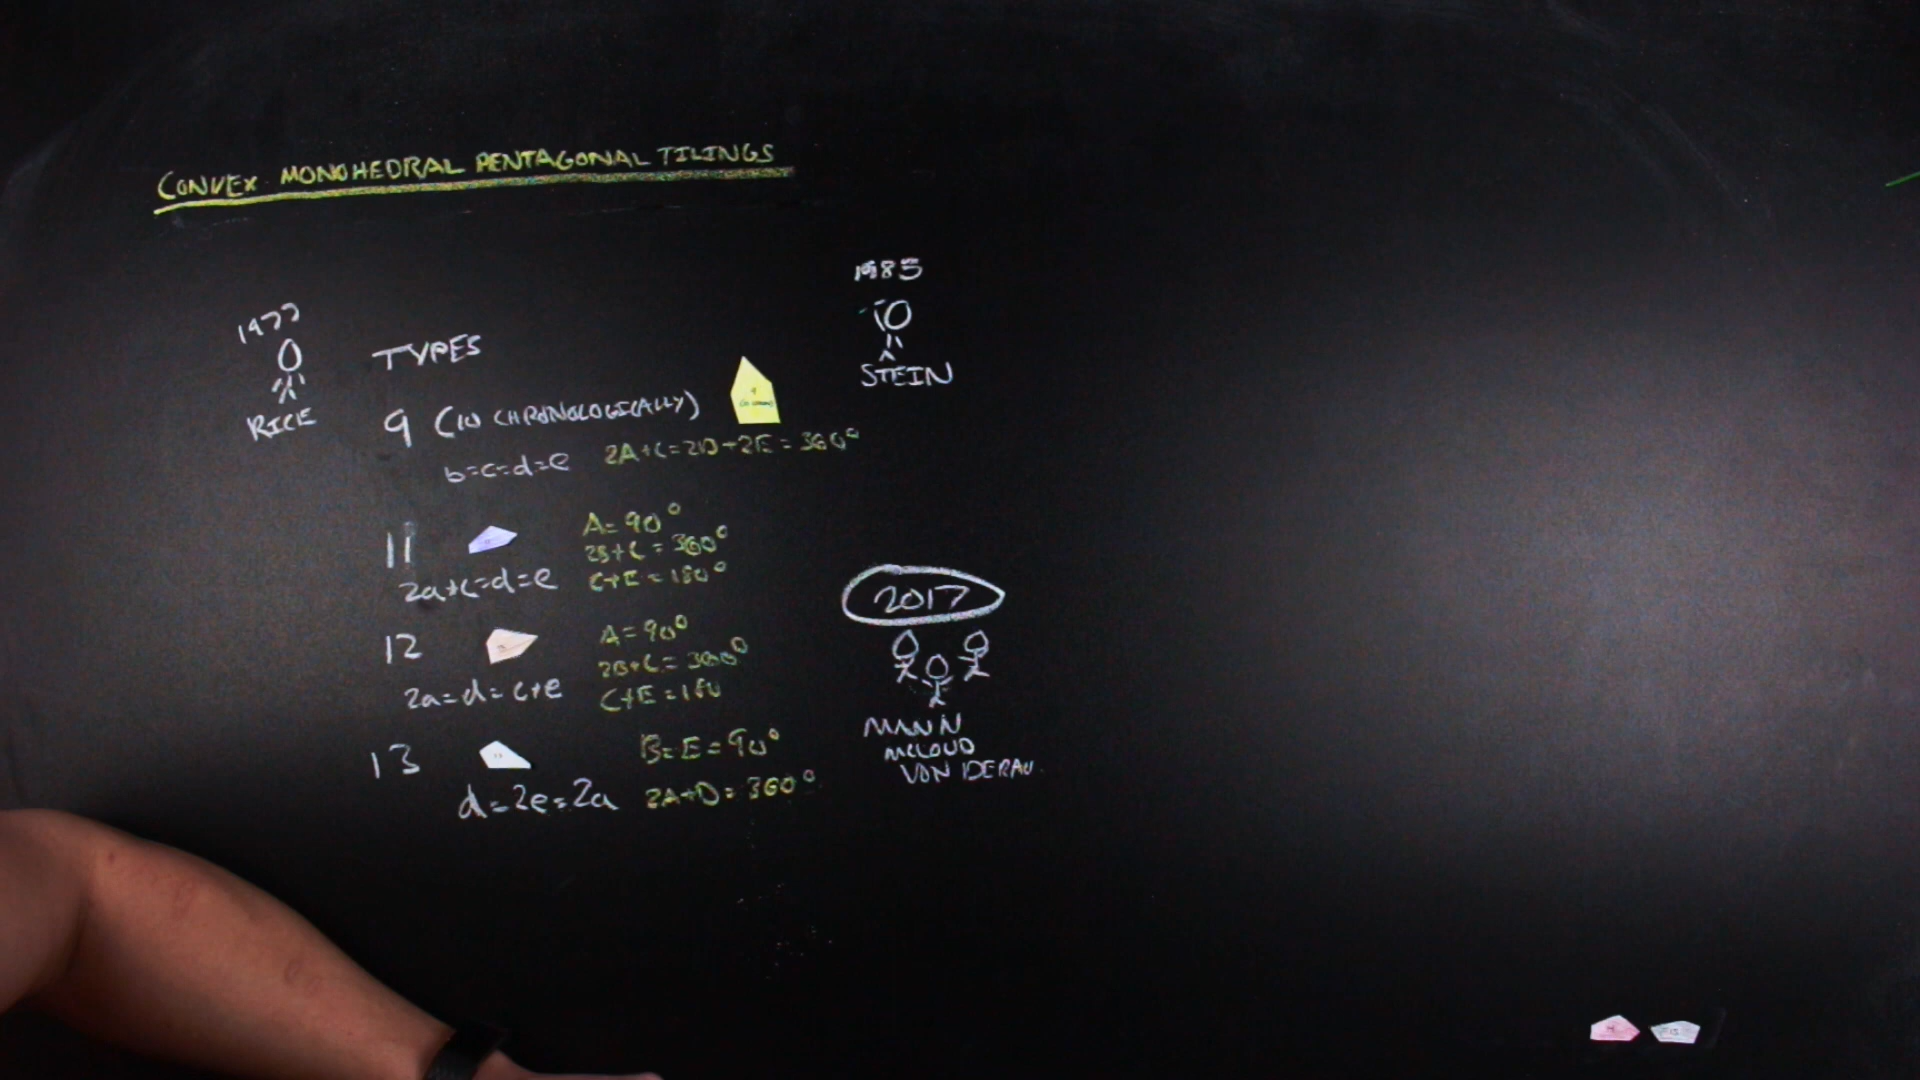 CONVEX MONOHEDRAL PENTAGONAL TILINGS
1977
RICE
TYPES
9 (10 CHRONOLOGICALLY)
b=c=d=e 2A+C=2D+2E=360°
11
A=90°
2B+C=360°
C+E=180°
2a+c=d=e
12
A=90°
2B+C=360°
C+E=180
2a=d=c+e
13
B=E=90°
d=2e=2a 2A+D=360°
1985
STEIN
2017
MANN
MCLOUD
VON DERAU